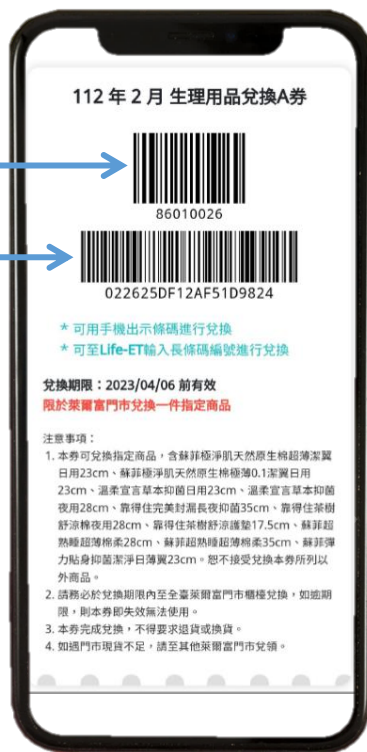 112 年 2 月 生理用品兌換A券
86010026
022625DF12AF51D9824
* 可用手機出示條碼進行兌換
* 可至Life-ET輸入長條碼編號進行兌換
兌換期限：2023/04/06 前有效
限於萊爾富門市兌換一件指定商品
注意事項：
1. 本券可兌換指定商品，含蘇菲極淨肌天然原生棉超薄潔翼
日用23cm、蘇菲極淨肌天然原生棉極薄0.1潔翼日用
23cm、溫柔宣言草本抑菌日用23cm、溫柔宣言草本抑菌
夜用28cm、靠得住完美封漏長夜抑菌35cm、靠得住茶樹
舒涼棉夜用28cm、靠得住茶樹舒涼護墊17.5cm、蘇菲超
熟睡超薄棉柔28cm、蘇菲超熟睡超薄棉柔35cm、蘇菲彈
力貼身抑菌潔淨日薄翼23cm。恕不接受兌換本券所列以
外商品。
2. 請務必於兌換期限內至全臺萊爾富門市櫃檯兌換，如逾期
限，則本券即失效無法使用。
3. 本券完成兌換，不得要求退貨或換貨。
4. 如遇門市現貨不足，請至其他萊爾富門市兌領。